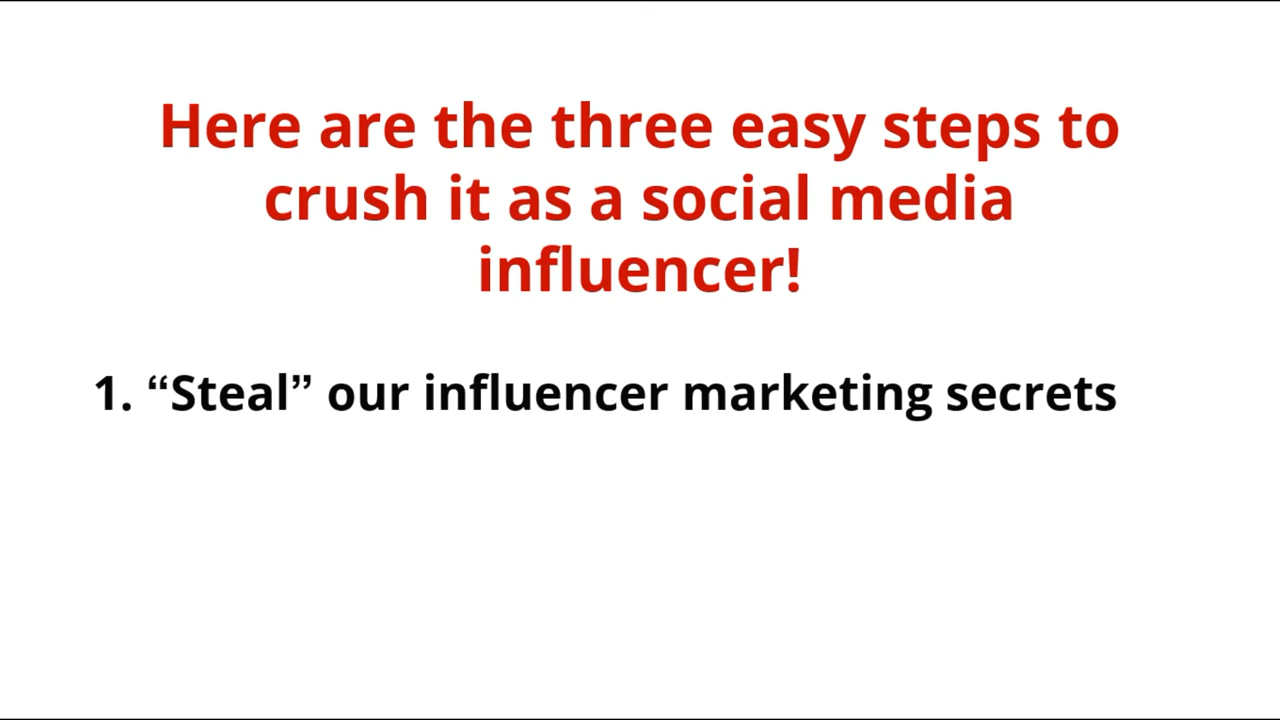 Here are the three easy steps to
crush it as a social media
influencer!
1. “Steal” our influencer marketing secrets